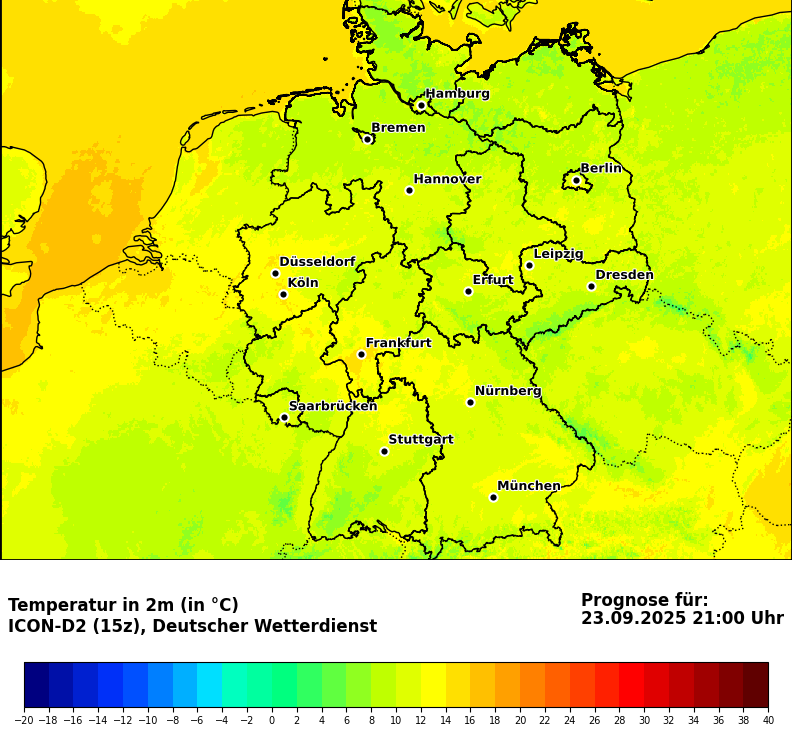 Hamburg
Bremen
Berlin
Hannover
Leipzig
Düsseldorf
Dresden
Köln
Erfurt
Frankfurt
Nürnberg
Saarbrücken
Stuttgart
München
Temperatur in 2m (in °C)
ICON-D2 (15z), Deutscher Wetterdienst
Prognose für:
23.09.2025 21:00 Uhr
−20 −18 −16 −14 −12 −10 −8 −6 −4 −2 0 2 4 6 8 10 12 14 16 18 20 22 24 26 28 30 32 34 36 38 40